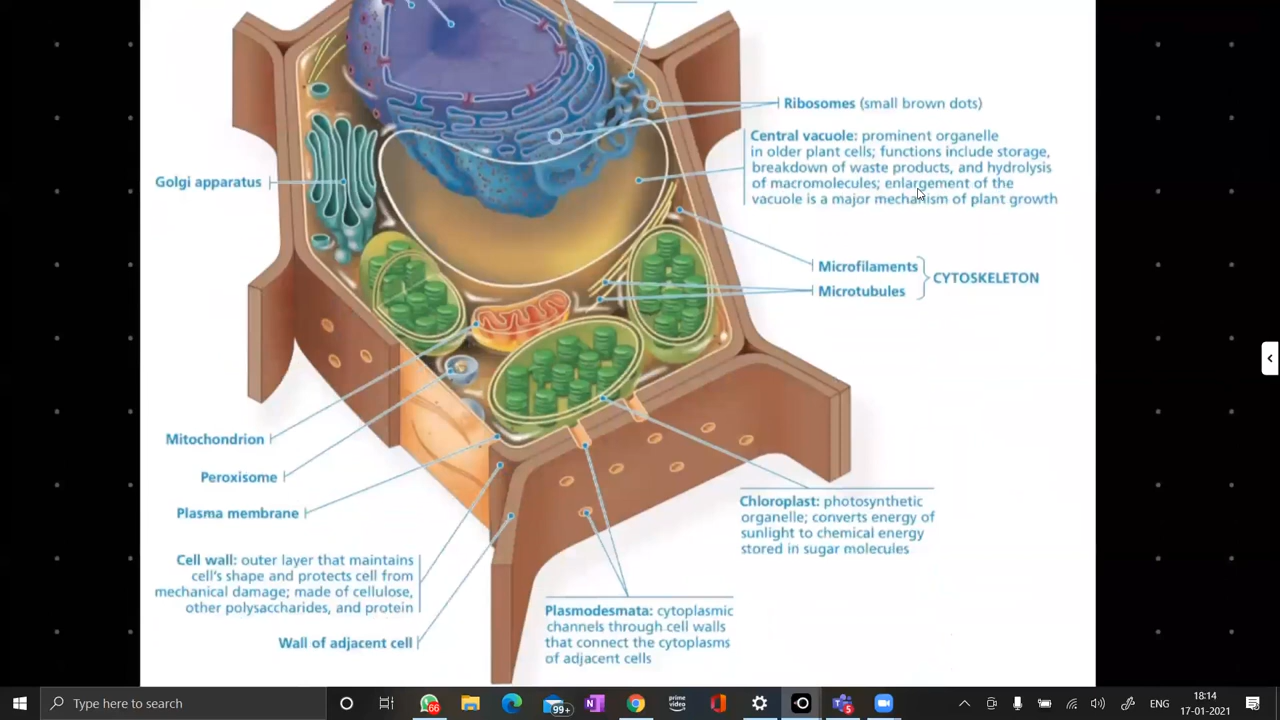 Ribosomes (small brown dots)
Central vacuole: prominent organelle
in older plant cells; functions include storage,
breakdown of waste products, and hydrolysis
of macromolecules; enlargement of the
vacuole is a major mechanism of plant growth
Golgi apparatus
Microfilaments
Microtubules
CYTOSKELETON
Mitochondrion
Peroxisome
Plasma membrane
Cell wall: outer layer that maintains
cell's shape and protects cell from
mechanical damage; made of cellulose,
other polysaccharides, and protein
Wall of adjacent cell
Chloroplast: photosynthetic
organelle; converts energy of
sunlight to chemical energy
stored in sugar molecules
Plasmodesmata: cytoplasmic
channels through cell walls
that connect the cytoplasms
of adjacent cells
Type here to search
66
99+
prime
video
5
ENG
18:14
17-01-2021